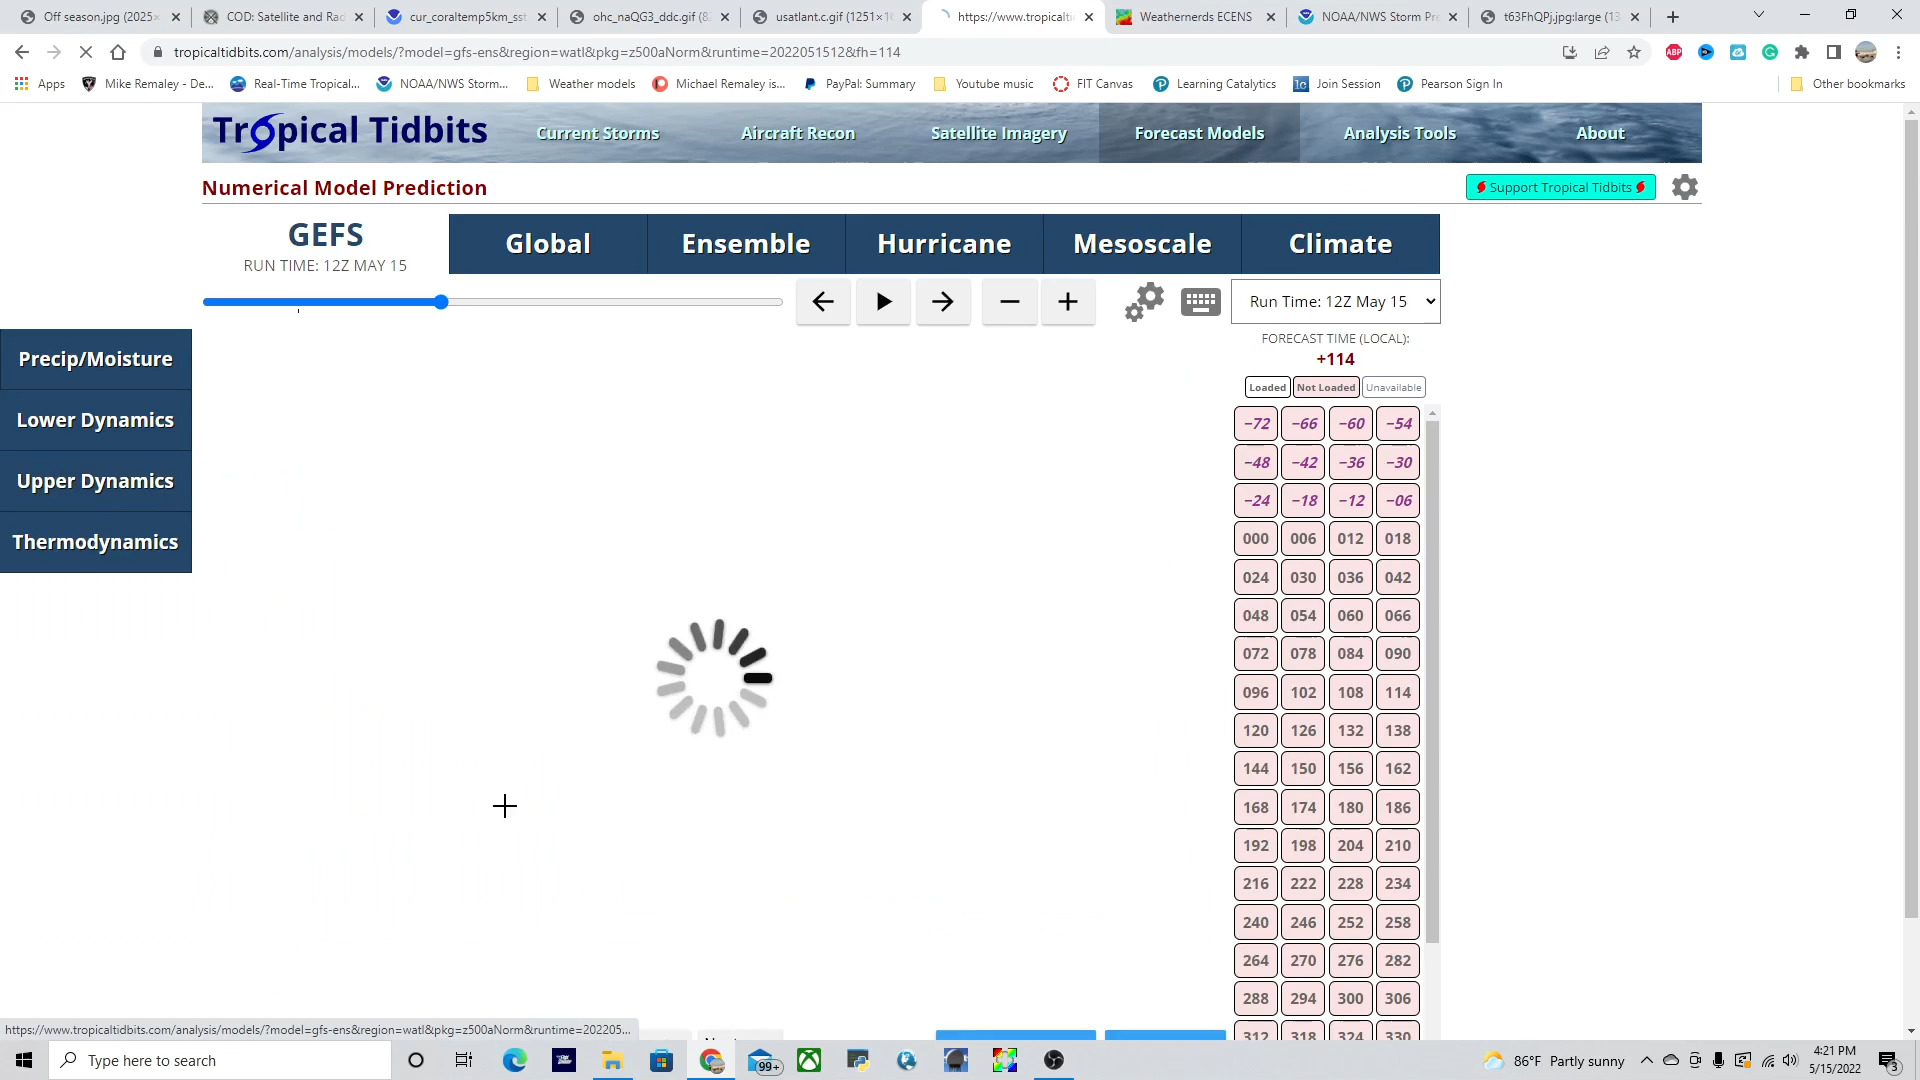 Off season.jpg (2025×
COD: Satellite and Rad
cur_coraltemp5km_sst
ohc_naQG3_ddc.gif (8
usatlant.c.gif (1251×1
https://www.tropicalti
Weathernerds ECENS
NOAA/NWS Storm Pre
t63FhQPj.jpg:large (13
tropicaltidbits.com/analysis/models/?model=gfs-ens&region=watl&pkg=z500aNorm&runtime=2022051512&fh=114
ABP
Apps
Mike Remaley - De...
Real-Time Tropical...
NOAA/NWS Storm...
Weather models
Michael Remaley is...
PayPal: Summary
Youtube music
FIT Canvas
Learning Catalytics
Join Session
Pearson Sign In
Other bookmarks
Tropical Tidbits
Current Storms
Aircraft Recon
Satellite Imagery
Forecast Models
Analysis Tools
About
Numerical Model Prediction
Support Tropical Tidbits
GEFS
RUN TIME: 12Z MAY 15
Global
Ensemble
Hurricane
Mesoscale
Climate
Run Time: 12Z May 15
FORECAST TIME (LOCAL):
+114
Loaded Not Loaded Unavailable
Precip/Moisture
Lower Dynamics
Upper Dynamics
Thermodynamics
−72 −66 −60 −54
−48 −42 −36 −30
−24 −18 −12 −06
000 006 012 018
024 030 036 042
048 054 060 066
072 078 084 090
096 102 108 114
120 126 132 138
144 150 156 162
168 174 180 186
192 198 204 210
216 222 228 234
240 246 252 258
264 270 276 282
288 294 300 306
312 318 324 330
https://www.tropicaltidbits.com/analysis/models/?model=gfs-ens&region=watl&pkg=z500aNorm&runtime=202205...
Type here to search
99+
86°F Partly sunny
4:21 PM
5/15/2022
3